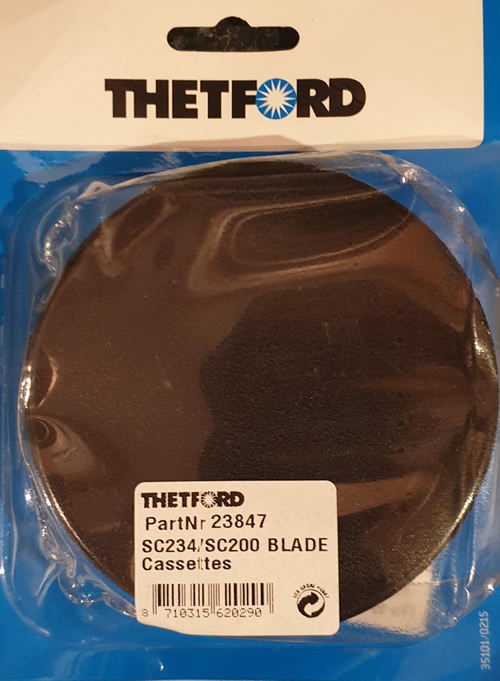 THETFORD
THETFORD
PartNr 23847
SC234/SC200 BLADE
Cassettes
8 710315 620290
35101/0215